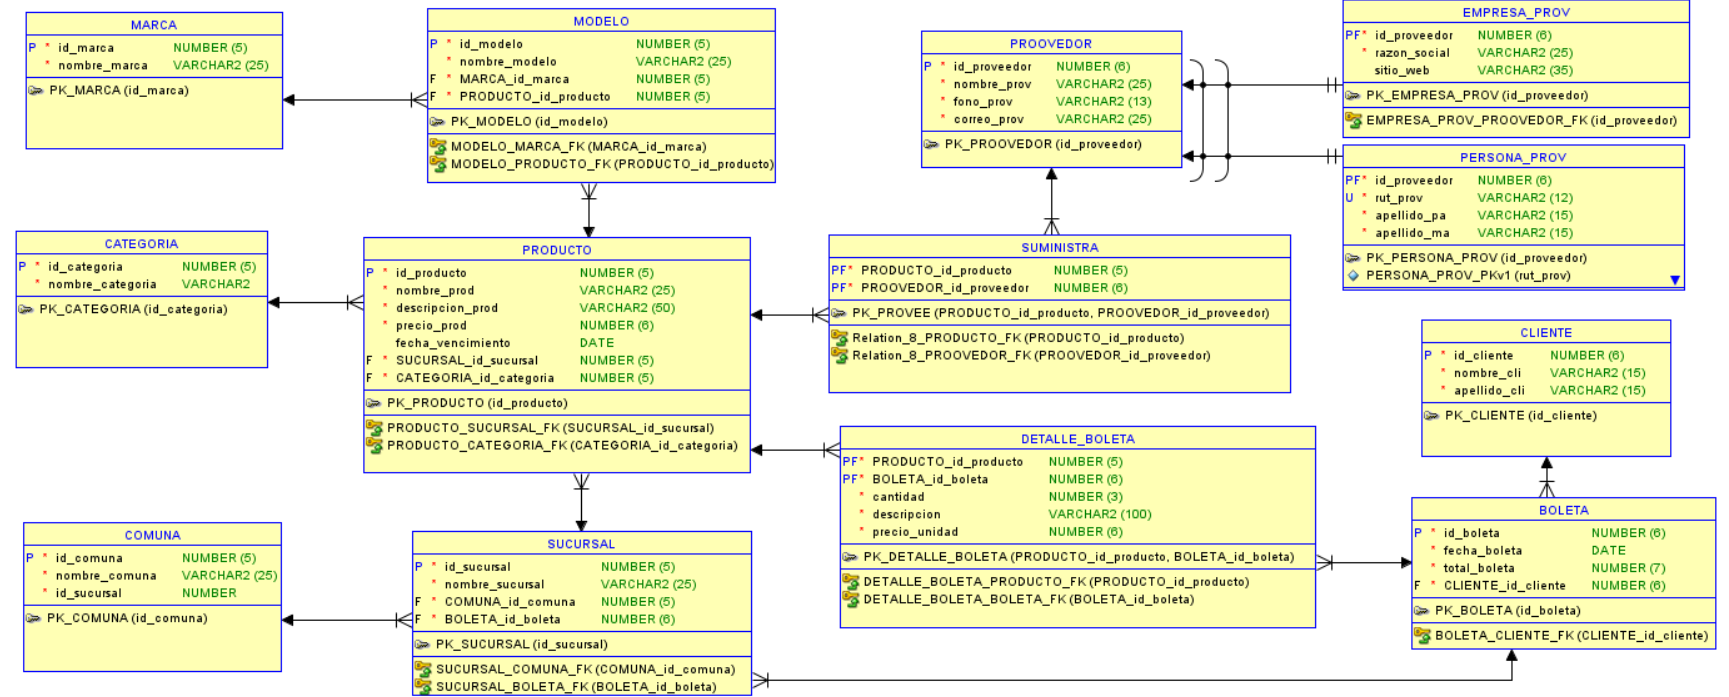 MARCA
P * id_marca NUMBER (5)
* nombre_marca VARCHAR2 (25)
PK_MARCA (id_marca)
MODELO
P * id_modelo NUMBER (5)
* nombre_modelo VARCHAR2 (25)
F * MARCA_id_marca NUMBER (5)
F * PRODUCTO_id_producto NUMBER (5)
PK_MODELO (id_modelo)
MODELO_MARCA_FK (MARCA_id_marca)
MODELO_PRODUCTO_FK (PRODUCTO_id_producto)
PROOVEDOR
P * id_proveedor NUMBER (6)
* nombre_prov VARCHAR2 (25)
* fono_prov VARCHAR2 (13)
* correo_prov VARCHAR2 (25)
PK_PROOVEDOR (id_proveedor)
EMPRESA_PROV
PF* id_proveedor NUMBER (6)
* razon_social VARCHAR2 (25)
sitio_web VARCHAR2 (35)
PK_EMPRESA_PROV (id_proveedor)
EMPRESA_PROV_PROOVEDOR_FK (id_proveedor)
PERSONA_PROV
PF* id_proveedor NUMBER (6)
U * rut_prov VARCHAR2 (12)
* apellido_pa VARCHAR2 (15)
* apellido_ma VARCHAR2 (15)
PK_PERSONA_PROV (id_proveedor)
PERSONA_PROV_PKv1 (rut_prov)
CATEGORIA
P * id_categoria NUMBER (5)
* nombre_categoria VARCHAR2
PK_CATEGORIA (id_categoria)
PRODUCTO
P * id_producto NUMBER (5)
* nombre_prod VARCHAR2 (25)
* descripcion_prod VARCHAR2 (50)
* precio_prod NUMBER (6)
fecha_vencimiento DATE
F * SUCURSAL_id_sucursal NUMBER (5)
F * CATEGORIA_id_categoria NUMBER (5)
PK_PRODUCTO (id_producto)
PRODUCTO_SUCURSAL_FK (SUCURSAL_id_sucursal)
PRODUCTO_CATEGORIA_FK (CATEGORIA_id_categoria)
SUMINISTRA
PF* PRODUCTO_id_producto NUMBER (5)
PF* PROOVEDOR_id_proveedor NUMBER (6)
PK_PROVEE (PRODUCTO_id_producto, PROOVEDOR_id_proveedor)
Relation_8_PRODUCTO_FK (PRODUCTO_id_producto)
Relation_8_PROOVEDOR_FK (PROOVEDOR_id_proveedor)
CLIENTE
P * id_cliente NUMBER (6)
* nombre_cli VARCHAR2 (15)
* apellido_cli VARCHAR2 (15)
PK_CLIENTE (id_cliente)
DETALLE_BOLETA
PF* PRODUCTO_id_producto NUMBER (5)
PF* BOLETA_id_boleta NUMBER (6)
* cantidad NUMBER (3)
* descripcion VARCHAR2 (100)
* precio_unidad NUMBER (6)
PK_DETALLE_BOLETA (PRODUCTO_id_producto, BOLETA_id_boleta)
DETALLE_BOLETA_PRODUCTO_FK (PRODUCTO_id_producto)
DETALLE_BOLETA_BOLETA_FK (BOLETA_id_boleta)
BOLETA
P * id_boleta NUMBER (6)
* fecha_boleta DATE
* total_boleta NUMBER (7)
F * CLIENTE_id_cliente NUMBER (6)
PK_BOLETA (id_boleta)
BOLETA_CLIENTE_FK (CLIENTE_id_cliente)
COMUNA
P * id_comuna NUMBER (5)
* nombre_comuna VARCHAR2 (25)
* id_sucursal NUMBER
PK_COMUNA (id_comuna)
SUCURSAL
P * id_sucursal NUMBER (5)
* nombre_sucursal VARCHAR2 (25)
F * COMUNA_id_comuna NUMBER (5)
F * BOLETA_id_boleta NUMBER (6)
PK_SUCURSAL (id_sucursal)
SUCURSAL_COMUNA_FK (COMUNA_id_comuna)
SUCURSAL_BOLETA_FK (BOLETA_id_boleta)